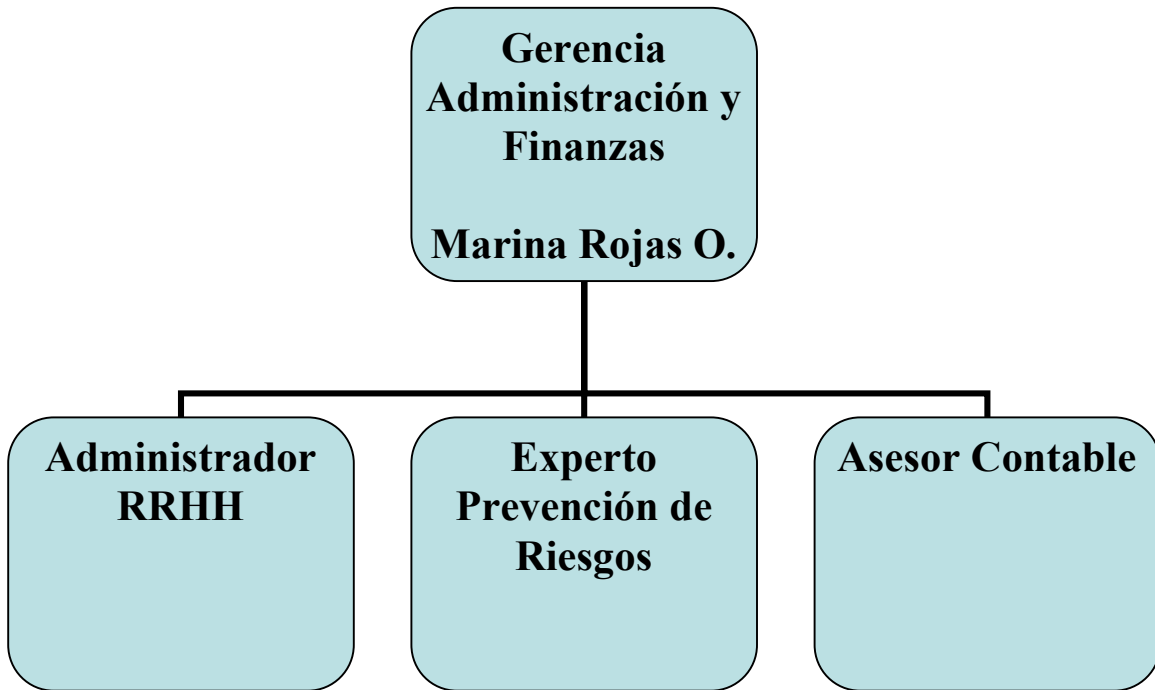 Gerencia
Administración y
Finanzas
Marina Rojas O.
Administrador
RRHH
Experto
Prevención de
Riesgos
Asesor Contable